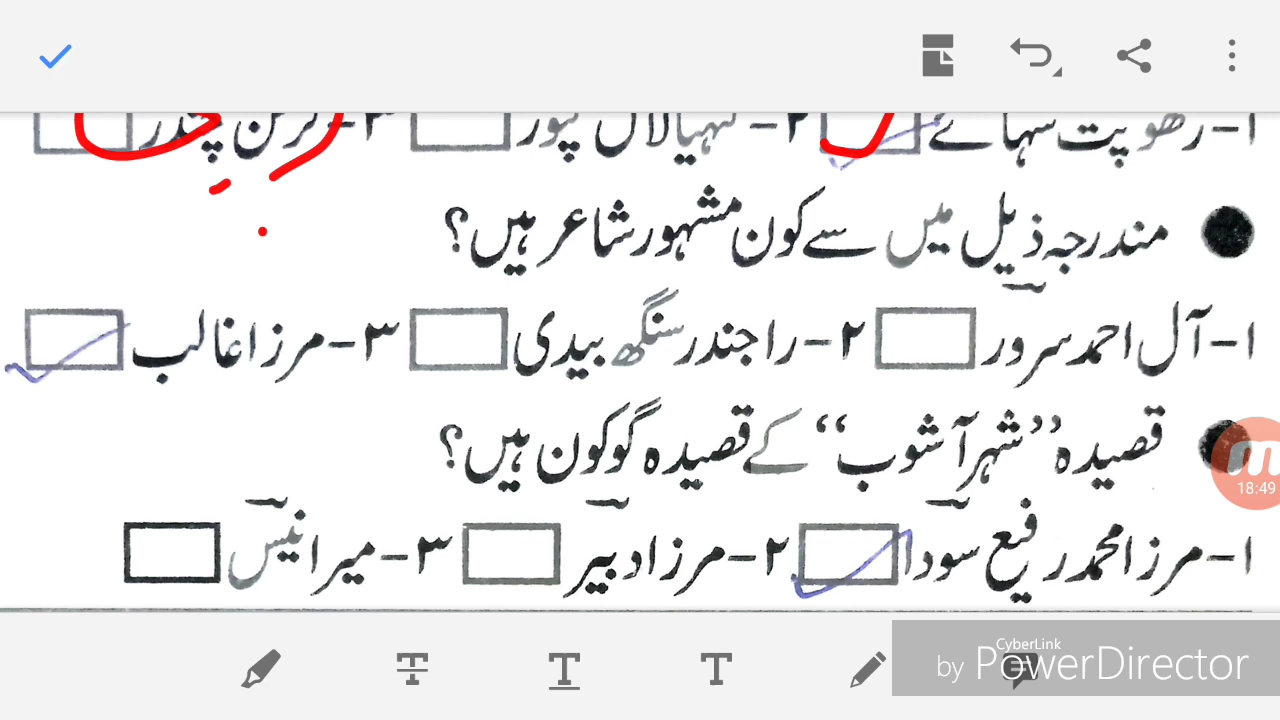 ۱- رگھوپت سہائے ۲- کنہیا لال کپور ۳- کرشن چندر
مندرجہ ذیل میں سے کون مشہور شاعر ہیں؟
۱- آل احمد سرور ۲- راجندر سنگھ بیدی ۳- مرزا غالب
قصیدہ ”شہر آشوب“ کے قصیدہ گو کون ہیں؟
18:49
۱- مرزا محمد رفیع سودا ۲- مرزا دبیر ۳- میر انیس
CyberLink
by PowerDirector